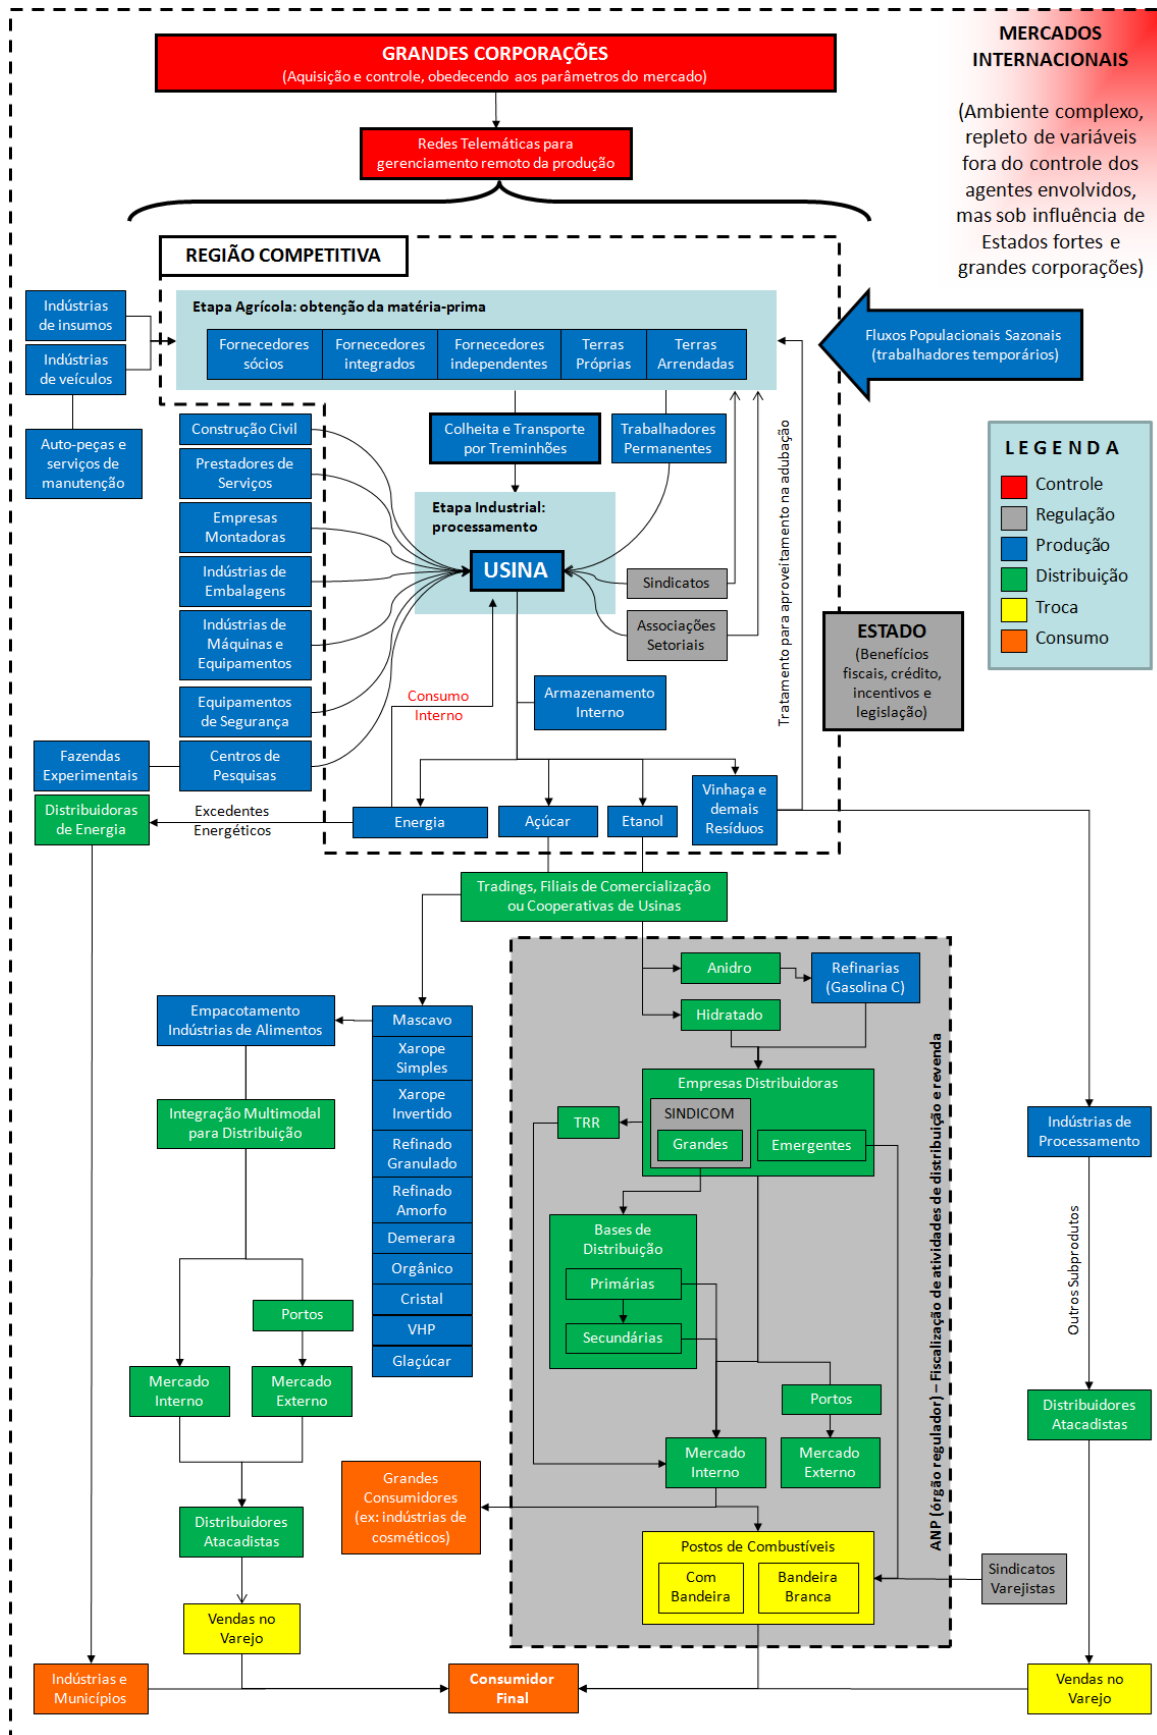 GRANDES CORPORAÇÕES
(Aquisição e controle, obedecendo aos parâmetros do mercado)
MERCADOS
INTERNACIONAIS
(Ambiente complexo,
repleto de variáveis
fora do controle dos
agentes envolvidos,
mas sob influência de
Estados fortes e
grandes corporações)
Redes Telemáticas para
gerenciamento remoto da produção
REGIÃO COMPETITIVA
Etapa Agrícola: obtenção da matéria-prima
Fornecedores
sócios
Fornecedores
integrados
Fornecedores
independentes
Terras
Próprias
Terras
Arrendadas
Indústrias
de insumos
Indústrias
de veículos
Auto-peças e
serviços de
manutenção
Fluxos Populacionais Sazonais
(trabalhadores temporários)
Construção Civil
Prestadores de
Serviços
Empresas
Montadoras
Indústrias de
Embalagens
Indústrias de
Máquinas e
Equipamentos
Equipamentos
de Segurança
Centros de
Pesquisas
Fazendas
Experimentais
Colheita e Transporte
por Treminhões
Trabalhadores
Permanentes
Etapa Industrial:
processamento
USINA
Sindicatos
Associações
Setoriais
Tratamento para aproveitamento na adubação
LEGENDA
Controle
Regulação
Produção
Distribuição
Troca
Consumo
ESTADO
(Benefícios
fiscais, crédito,
incentivos e
legislação)
Consumo
Interno
Armazenamento
Interno
Distribuidoras
de Energia
Excedentes
Energéticos
Energia
Açúcar
Etanol
Vinhaça e
demais
Resíduos
Tradings, Filiais de Comercialização
ou Cooperativas de Usinas
Anidro
Refinarias
(Gasolina C)
Hidratado
Empacotamento
Indústrias de Alimentos
Mascavo
Xarope
Simples
Xarope
Invertido
Refinado
Granulado
Refinado
Amorfo
Demerara
Orgânico
Cristal
VHP
Glaçúcar
Integração Multimodal
para Distribuição
Portos
Mercado
Interno
Mercado
Externo
Distribuidores
Atacadistas
Vendas no
Varejo
Empresas Distribuidoras
SINDICOM
Grandes
Emergentes
TRR
Bases de
Distribuição
Primárias
Secundárias
Portos
Mercado
Interno
Mercado
Externo
Grandes
Consumidores
(ex: indústrias de
cosméticos)
Postos de Combustíveis
Com
Bandeira
Bandeira
Branca
ANP (órgão regulador) – Fiscalização de atividades de distribuição e revenda
Sindicatos
Varejistas
Indústrias de
Processamento
Outros Subprodutos
Distribuidores
Atacadistas
Vendas no
Varejo
Indústrias e
Municípios
Consumidor
Final